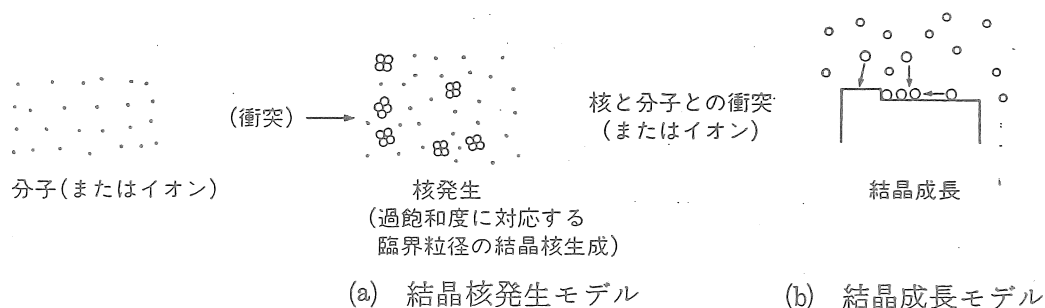 分子(またはイオン)
(衝突)
核発生
(過飽和度に対応する
臨界粒径の結晶核生成)
(a) 結晶核発生モデル
核と分子との衝突
(またはイオン)
結晶成長
(b) 結晶成長モデル